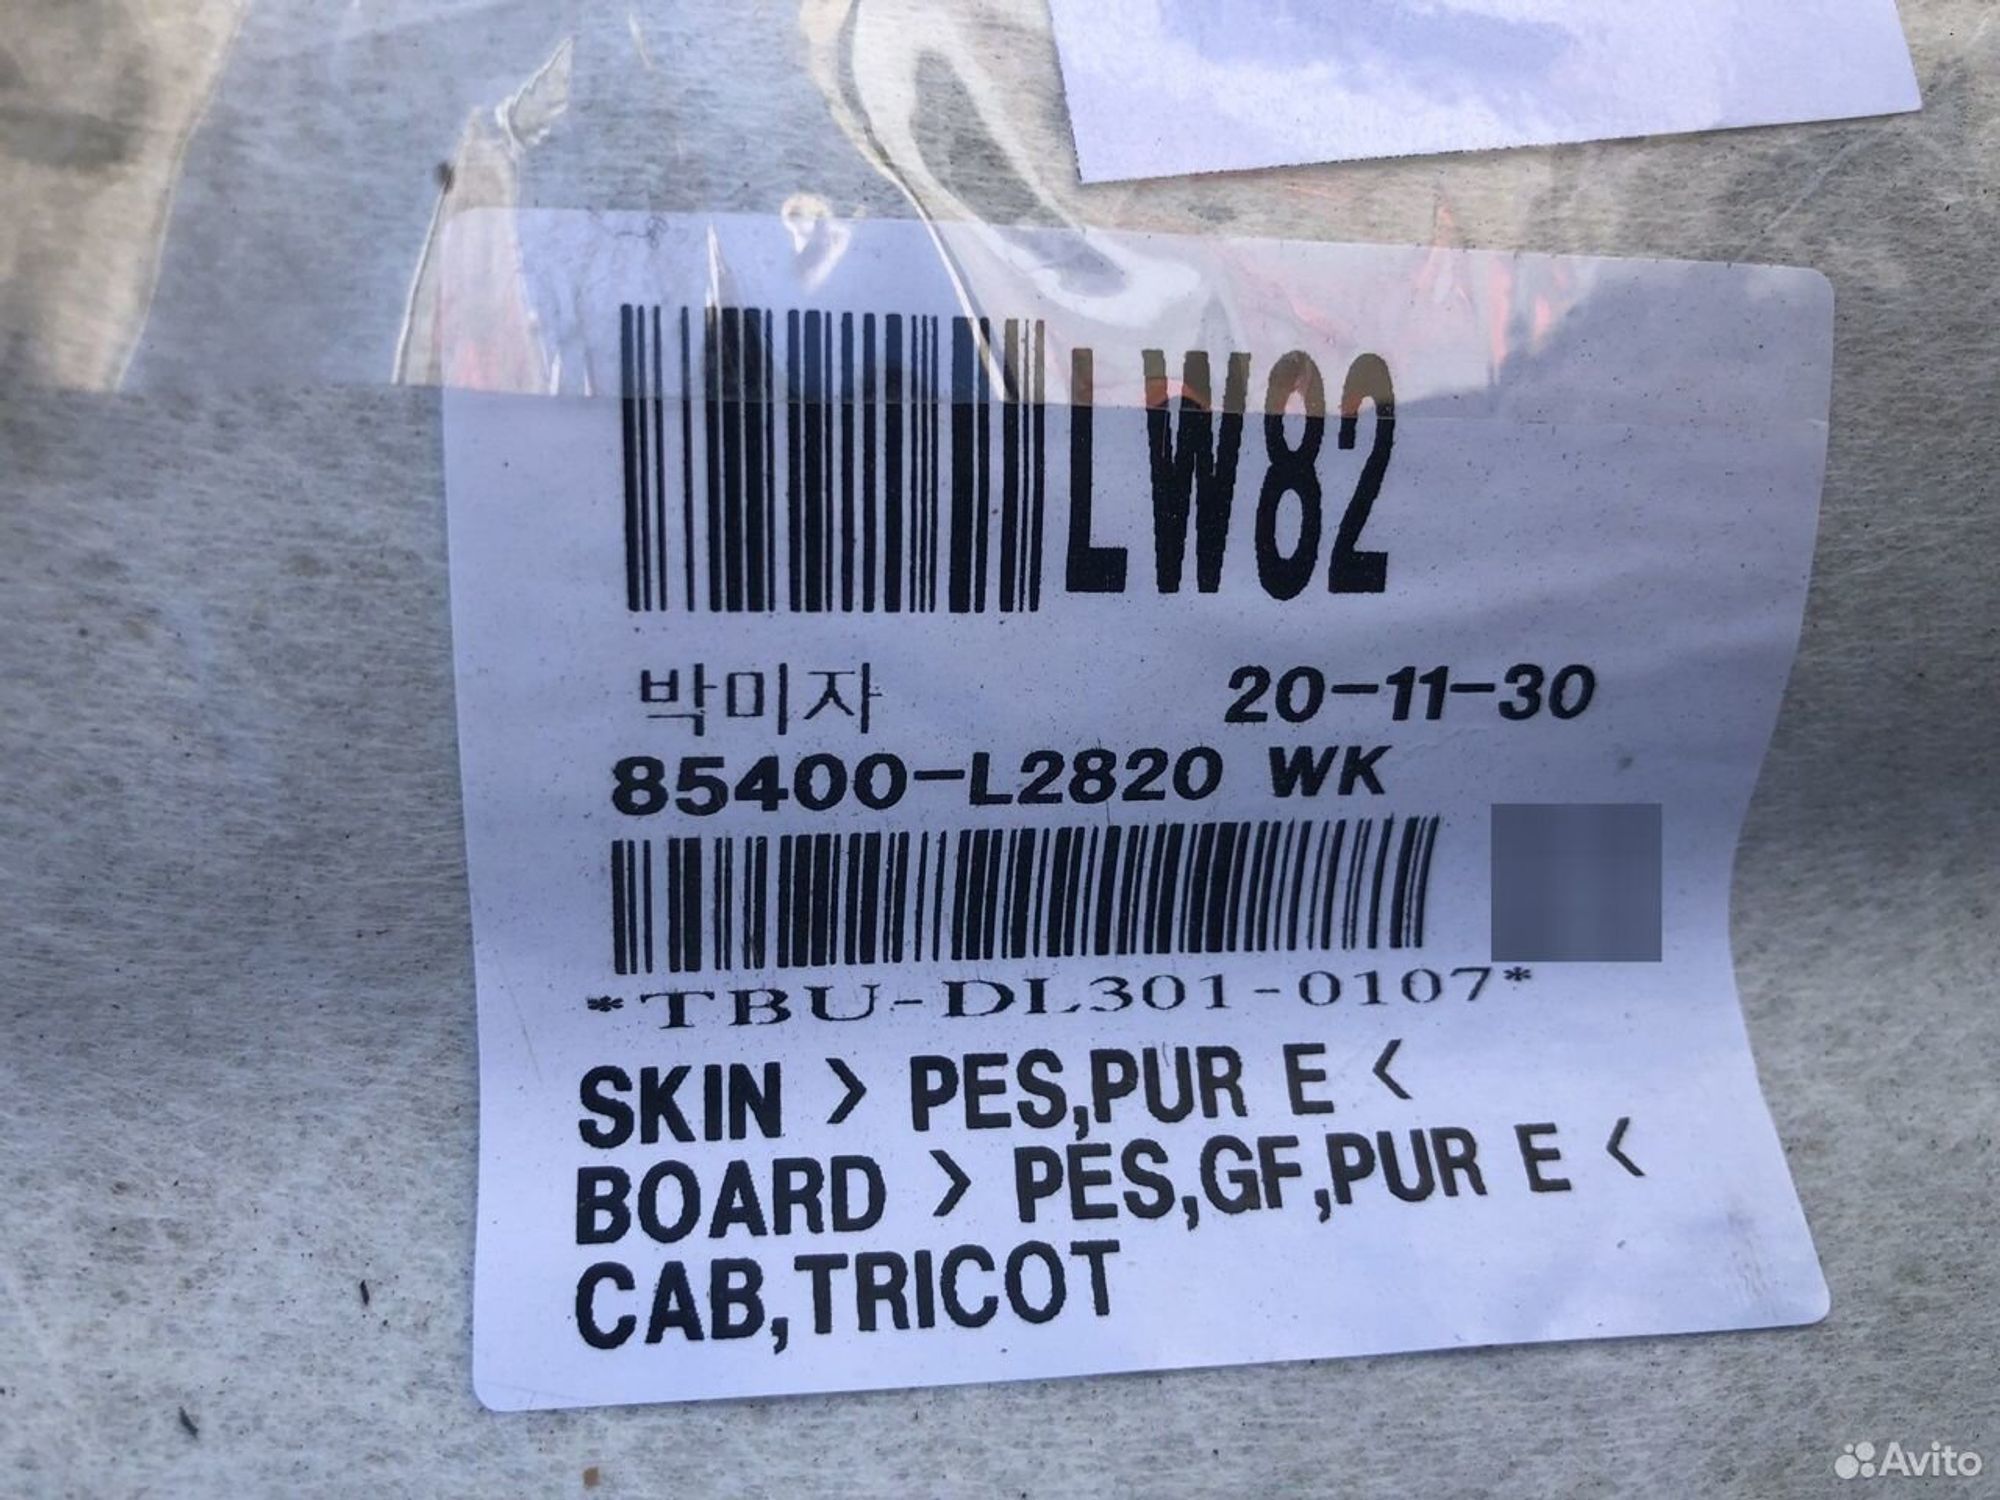 LW82
박미자 20-11-30
85400-L2820 WK
*TBU-DL301-0107*
SKIN > PES,PUR E <
BOARD > PES,GF,PUR E <
CAB,TRICOT
Avito